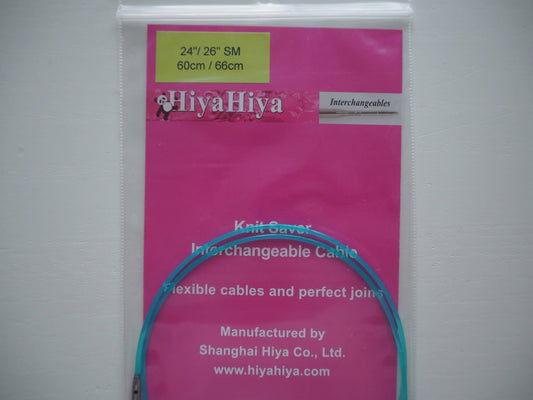 24"/ 26" SM
60cm / 66cm
HiyaHiya
Interchangeables
Knit Saver
Interchangeable Cable
Flexible cables and perfect joins
Manufactured by
Shanghai Hiya Co., Ltd.
www.hiyahiya.com